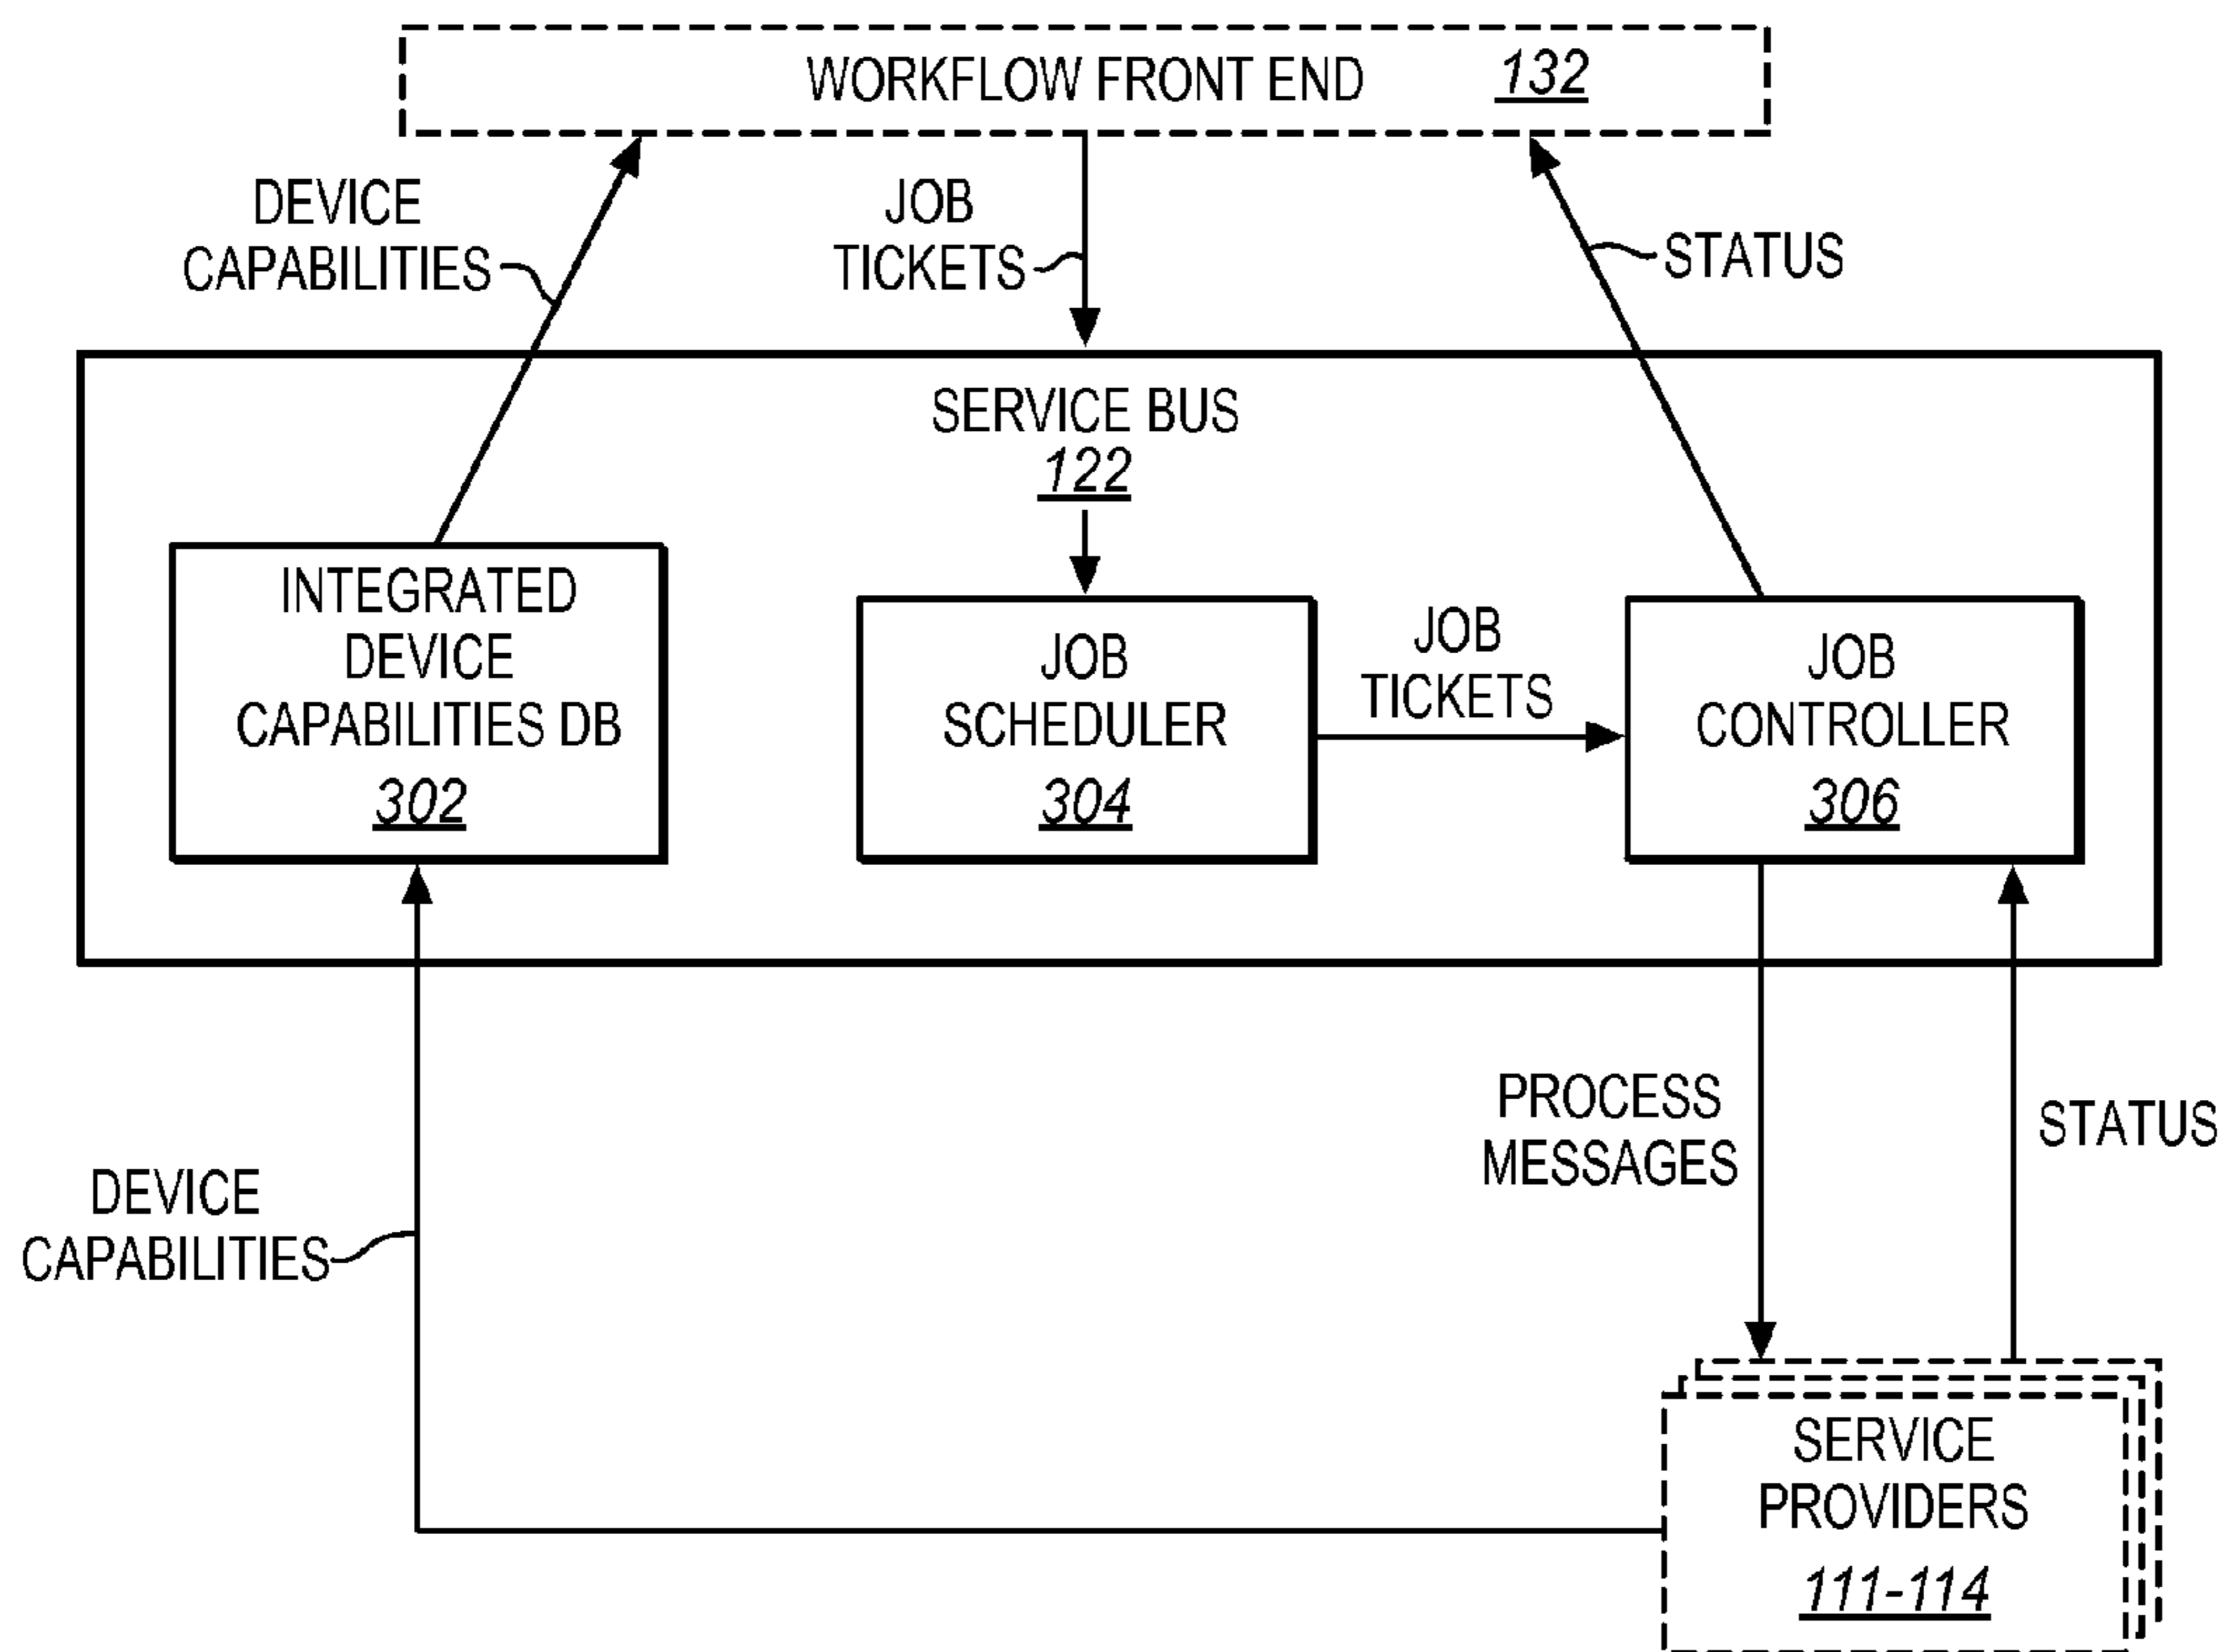 WORKFLOW FRONT END 132
DEVICE
CAPABILITIES
JOB
TICKETS
STATUS
SERVICE BUS
122
INTEGRATED
DEVICE
CAPABILITIES DB
302
JOB
SCHEDULER
304
JOB
TICKETS
JOB
CONTROLLER
306
PROCESS
MESSAGES
STATUS
DEVICE
CAPABILITIES
SERVICE
PROVIDERS
111-114